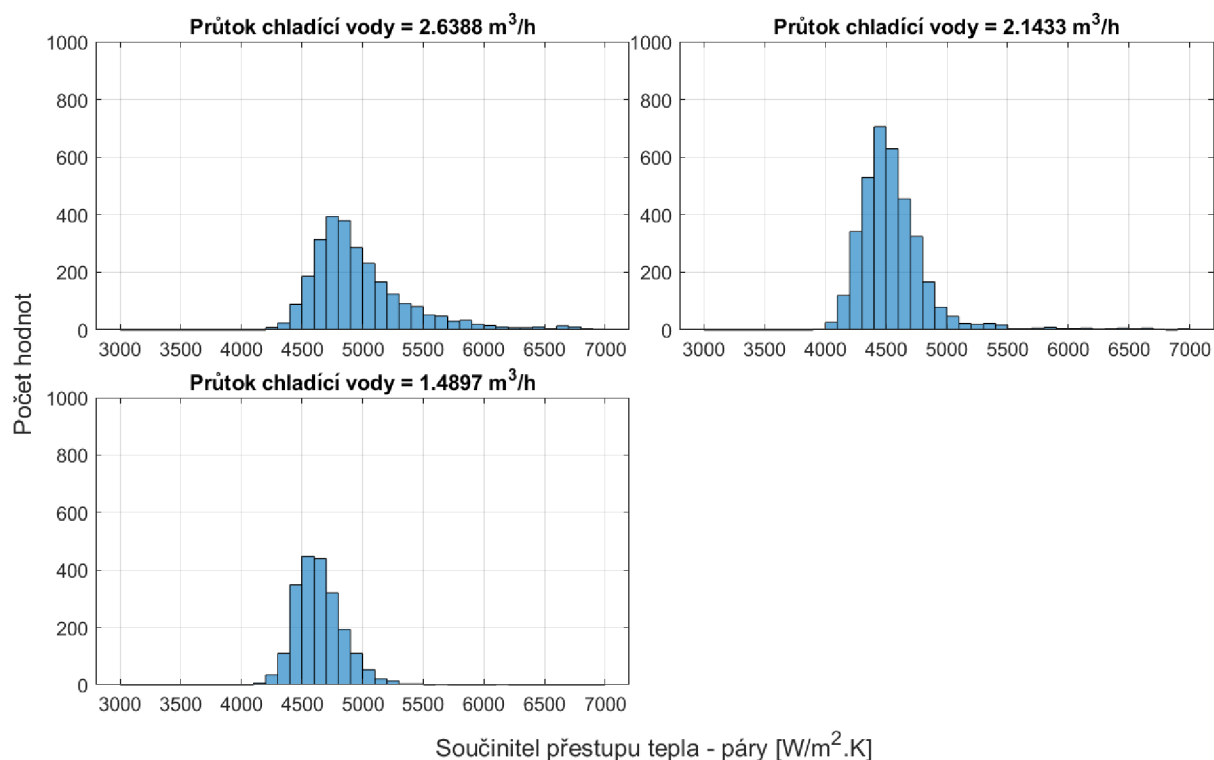 Průtok chladící vody = 2.6388 m³/h
1000
800
600
400
200
0
3000 3500 4000 4500 5000 5500 6000 6500 7000
Průtok chladící vody = 2.1433 m³/h
1000
800
600
400
200
0
3000 3500 4000 4500 5000 5500 6000 6500 7000
Počet hodnot
Průtok chladící vody = 1.4897 m³/h
1000
800
600
400
200
0
3000 3500 4000 4500 5000 5500 6000 6500 7000
Součinitel přestupu tepla - páry [W/m².K]